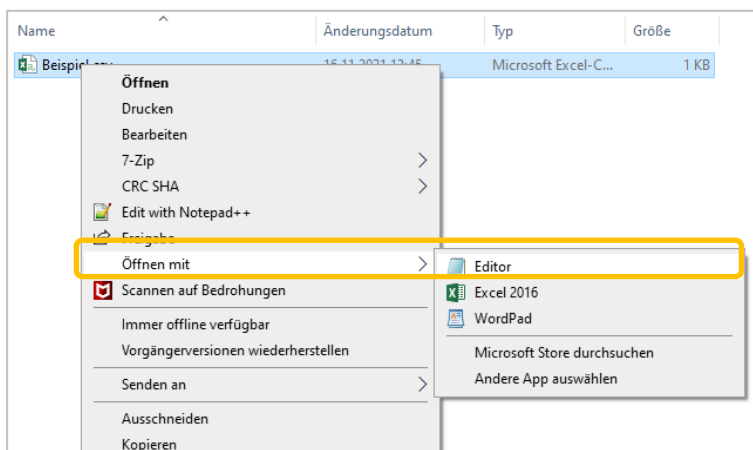 Name Änderungsdatum Typ Größe
Microsoft Excel-C... 1 KB
Öffnen
Drucken
Bearbeiten
7-Zip
CRC SHA
Edit with Notepad++
Öffnen mit
Scannen auf Bedrohungen
Immer offline verfügbar
Vorgängerversionen wiederherstellen
Senden an
Ausschneiden
Kopieren
Editor
Excel 2016
WordPad
Microsoft Store durchsuchen
Andere App auswählen